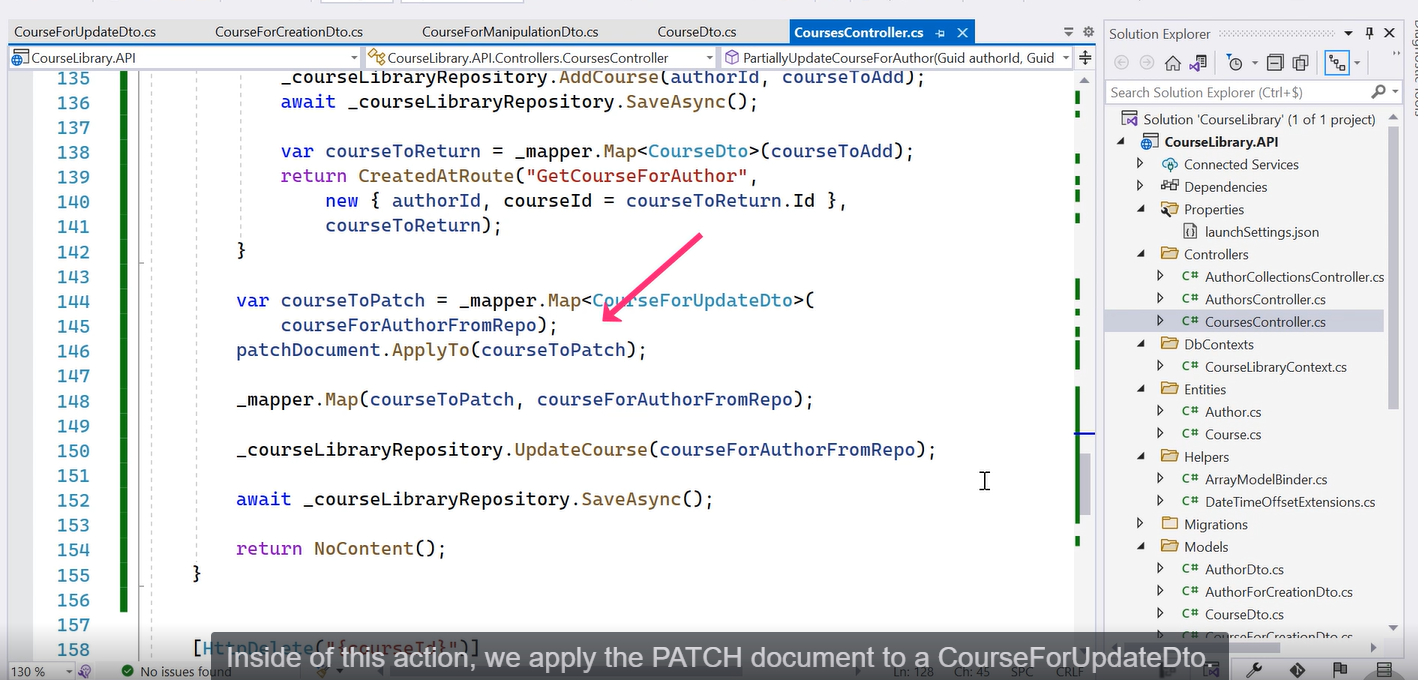 CourseForUpdateDto.cs CourseForCreationDto.cs CourseForManipulationDto.cs CourseDto.cs CoursesController.cs
CourseLibrary.API CourseLibrary.API.Controllers.CoursesController PartiallyUpdateCourseForAuthor(Guid authorId, Guid
135 _courseLibraryRepository.AddCourse(authorId, courseToAdd);
136 await _courseLibraryRepository.SaveAsync();
137
138 var courseToReturn = _mapper.Map<CourseDto>(courseToAdd);
139 return CreatedAtRoute("GetCourseForAuthor",
140 new { authorId, courseId = courseToReturn.Id },
141 courseToReturn);
142 }
143
144 var courseToPatch = _mapper.Map<CourseForUpdateDto>(
145 courseForAuthorFromRepo);
146 patchDocument.ApplyTo(courseToPatch);
147
148 _mapper.Map(courseToPatch, courseForAuthorFromRepo);
149
150 _courseLibraryRepository.UpdateCourse(courseForAuthorFromRepo);
151
152 await _courseLibraryRepository.SaveAsync();
153
154 return NoContent();
155 }
156
157
158 [HttpDelete("{courseId}")]
Inside of this action, we apply the PATCH document to a CourseForUpdateDto.
130 % No issues found Ln: 128 Ch: 45 SPC CRLF
Solution Explorer
Search Solution Explorer (Ctrl+$)
Solution 'CourseLibrary' (1 of 1 project)
CourseLibrary.API
Connected Services
Dependencies
Properties
launchSettings.json
Controllers
C# AuthorCollectionsController.cs
C# AuthorsController.cs
C# CoursesController.cs
DbContexts
C# CourseLibraryContext.cs
Entities
C# Author.cs
C# Course.cs
Helpers
C# ArrayModelBinder.cs
C# DateTimeOffsetExtensions.cs
Migrations
Models
C# AuthorDto.cs
C# AuthorForCreationDto.cs
C# CourseDto.cs
C# CourseForCreationDto.cs